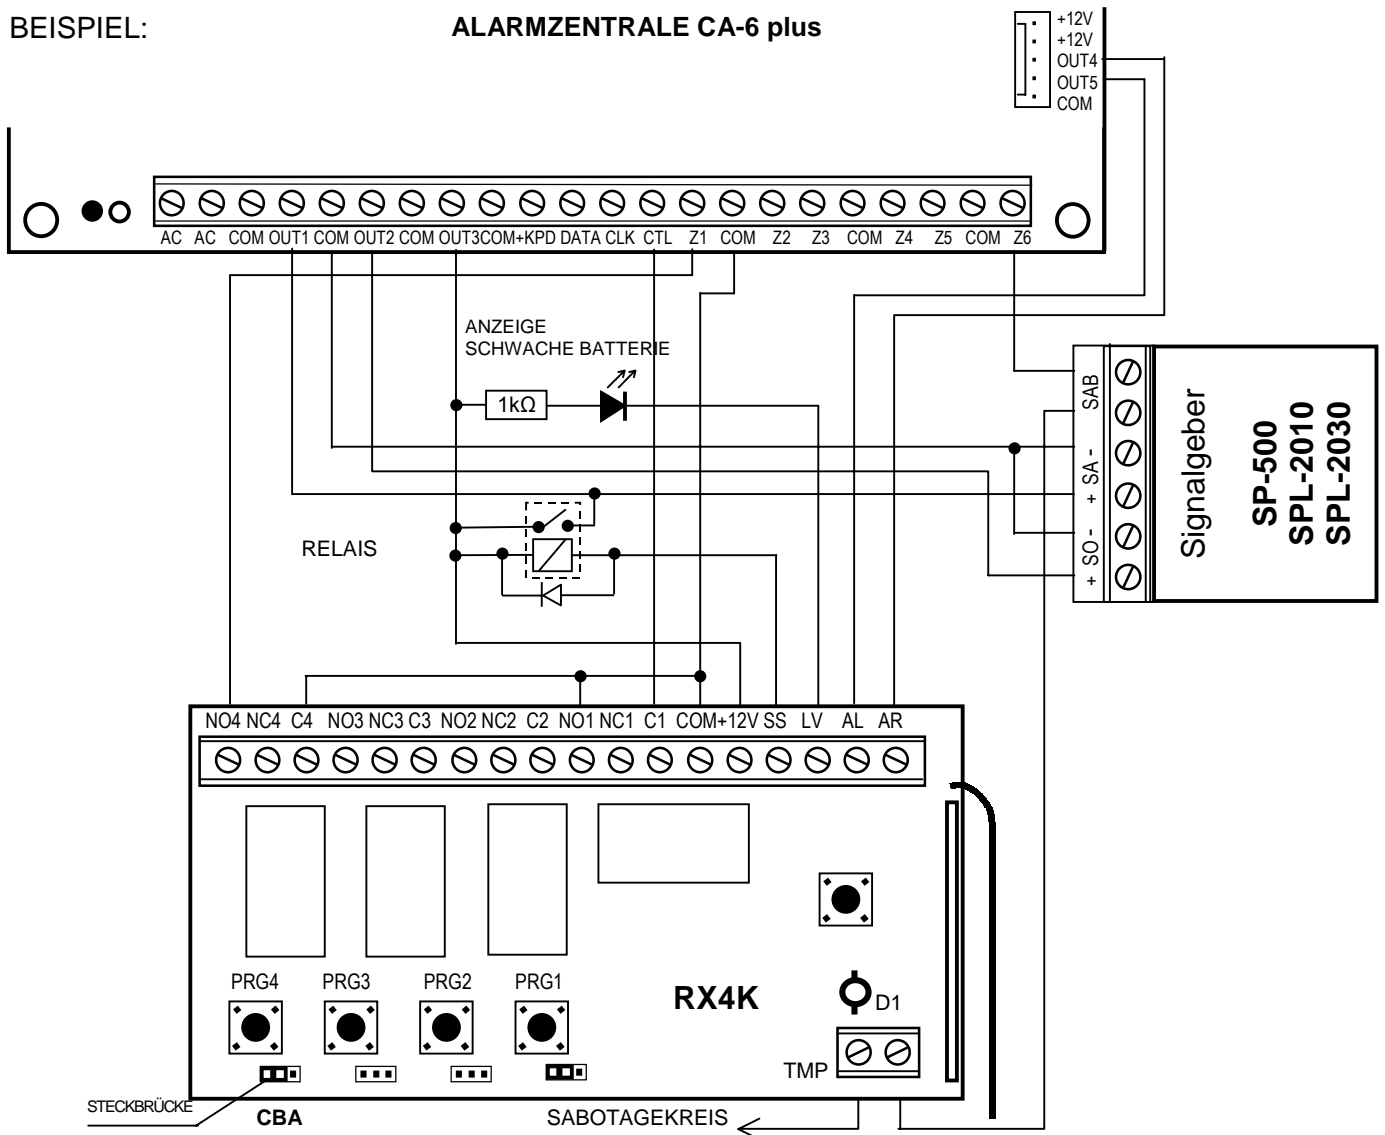 BEISPIEL:
ALARMZENTRALE CA-6 plus
+12V
+12V
OUT4
OUT5
COM
AC AC COM OUT1 COM OUT2 COM OUT3 COM +KPD DATA CLK CTL Z1 COM Z2 Z3 COM Z4 Z5 COM Z6
ANZEIGE
SCHWACHE BATTERIE
1kΩ
RELAIS
SAB
+ SA -
+ SO -
Signalgeber
SP-500
SPL-2010
SPL-2030
NO4 NC4 C4 NO3 NC3 C3 NO2 NC2 C2 NO1 NC1 C1 COM +12V SS LV AL AR
PRG4 PRG3 PRG2 PRG1
RX4K
D1
TMP
STECKBRÜCKE
CBA
SABOTAGEKREIS